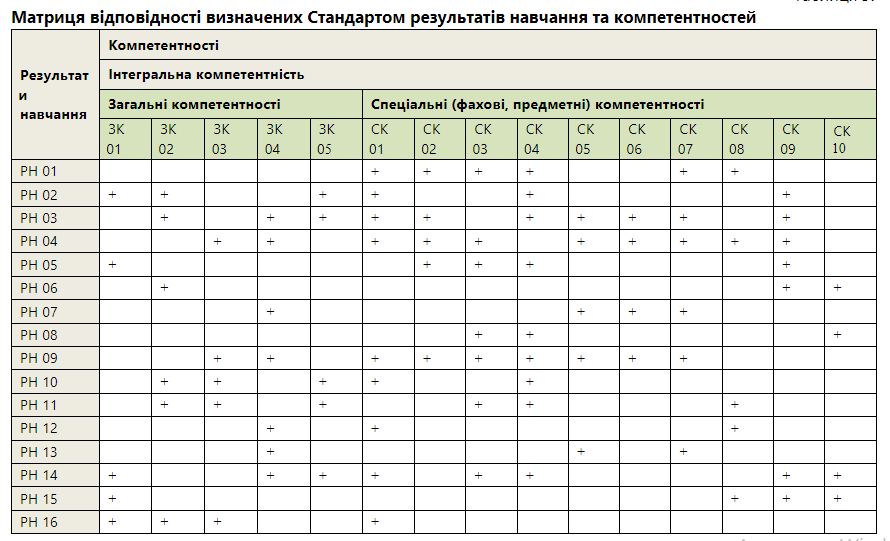 Матриця відповідності визначених Стандартом результатів навчання та компетентностей
Результат
и
навчання
Компетентності
Інтегральна компетентність
Загальні компетентності Спеціальні (фахові, предметні) компетентності
ЗК 01 ЗК 02 ЗК 03 ЗК 04 ЗК 05 СК 01 СК 02 СК 03 СК 04 СК 05 СК 06 СК 07 СК 08 СК 09 СК 10
РН 01 + + + + + +
РН 02 + + + + + +
РН 03 + + + + + + + + + +
РН 04 + + + + + + + + + +
РН 05 + + + + +
РН 06 + + +
РН 07 + + + +
РН 08 + + +
РН 09 + + + + + + + + +
РН 10 + + + + +
РН 11 + + + + + +
РН 12 + + +
РН 13 + + +
РН 14 + + + + + + + +
РН 15 + + + +
РН 16 + + + +